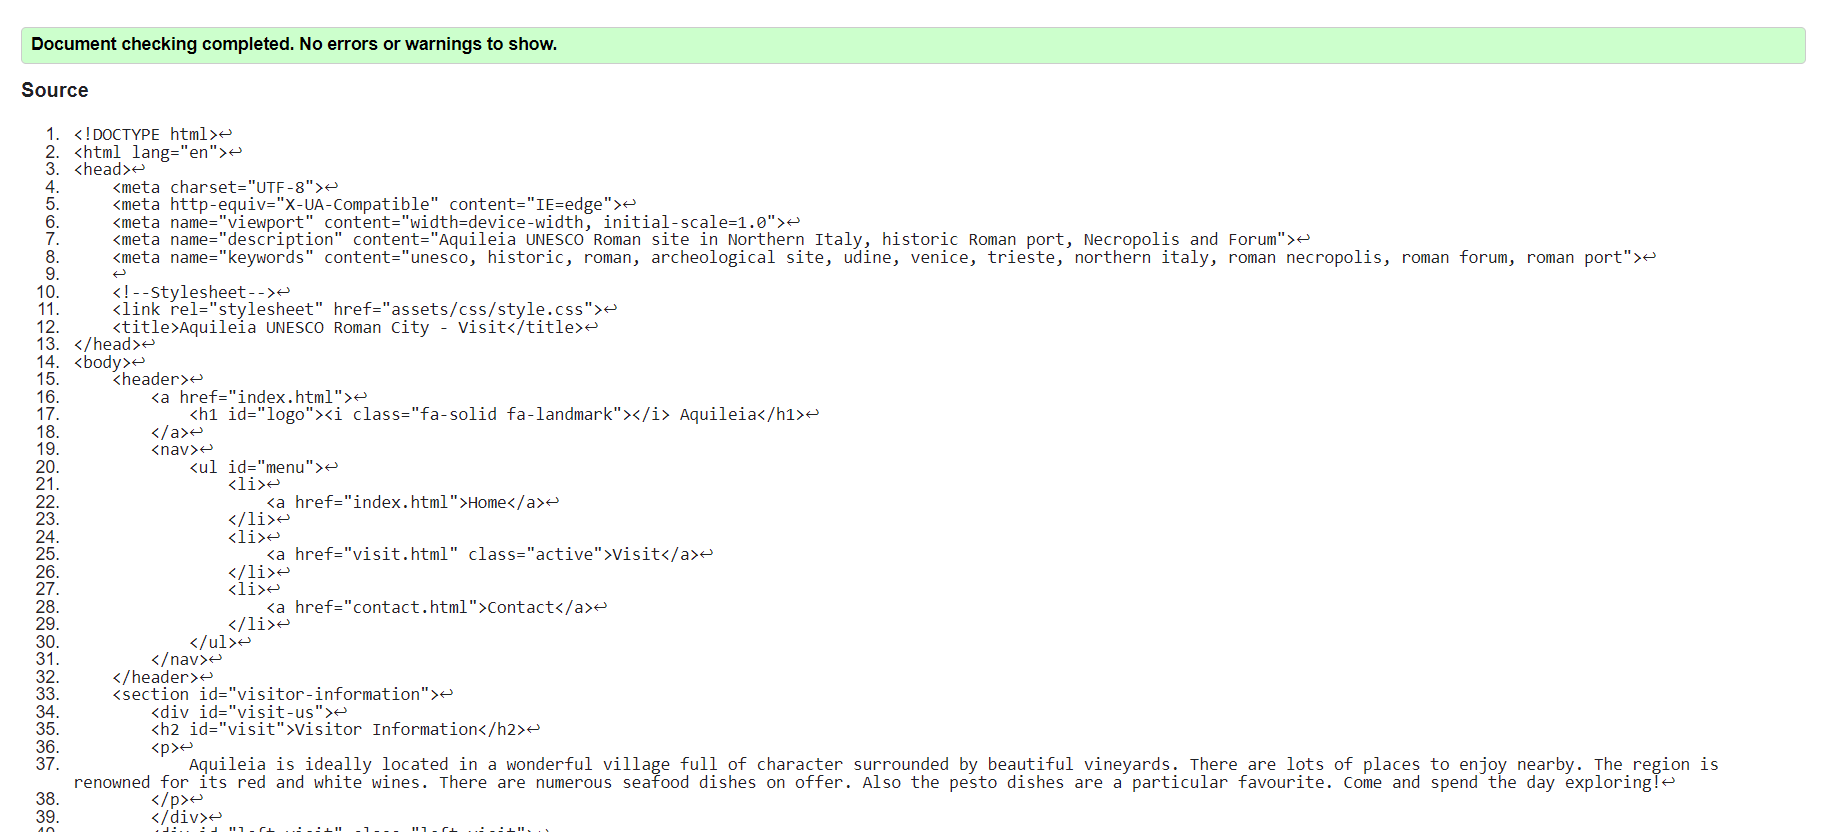 Document checking completed. No errors or warnings to show.
Source
1. <!DOCTYPE html>↩
2. <html lang="en">↩
3. <head>↩
4.     <meta charset="UTF-8">↩
5.     <meta http-equiv="X-UA-Compatible" content="IE=edge">↩
6.     <meta name="viewport" content="width=device-width, initial-scale=1.0">↩
7.     <meta name="description" content="Aquileia UNESCO Roman site in Northern Italy, historic Roman port, Necropolis and Forum">↩
8.     <meta name="keywords" content="unesco, historic, roman, archeological site, udine, venice, trieste, northern italy, roman necropolis, roman forum, roman port">↩
9.     ↩
10.     <!--Stylesheet-->↩
11.     <link rel="stylesheet" href="assets/css/style.css">↩
12.     <title>Aquileia UNESCO Roman City - Visit</title>↩
13. </head>↩
14. <body>↩
15.     <header>↩
16.         <a href="index.html">↩
17.             <h1 id="logo"><i class="fa-solid fa-landmark"></i> Aquileia</h1>↩
18.         </a>↩
19.         <nav>↩
20.             <ul id="menu">↩
21.                 <li>↩
22.                     <a href="index.html">Home</a>↩
23.                 </li>↩
24.                 <li>↩
25.                     <a href="visit.html" class="active">Visit</a>↩
26.                 </li>↩
27.                 <li>↩
28.                     <a href="contact.html">Contact</a>↩
29.                 </li>↩
30.             </ul>↩
31.         </nav>↩
32.     </header>↩
33.     <section id="visitor-information">↩
34.         <div id="visit-us">↩
35.         <h2 id="visit">Visitor Information</h2>↩
36.         <p>↩
37.             Aquileia is ideally located in a wonderful village full of character surrounded by beautiful vineyards. There are lots of places to enjoy nearby. The region is
renowned for its red and white wines. There are numerous seafood dishes on offer. Also the pesto dishes are a particular favourite. Come and spend the day exploring!↩
38.         </p>↩
39.         </div>↩
40.         <div id="left-visit" class="left-visit">↩